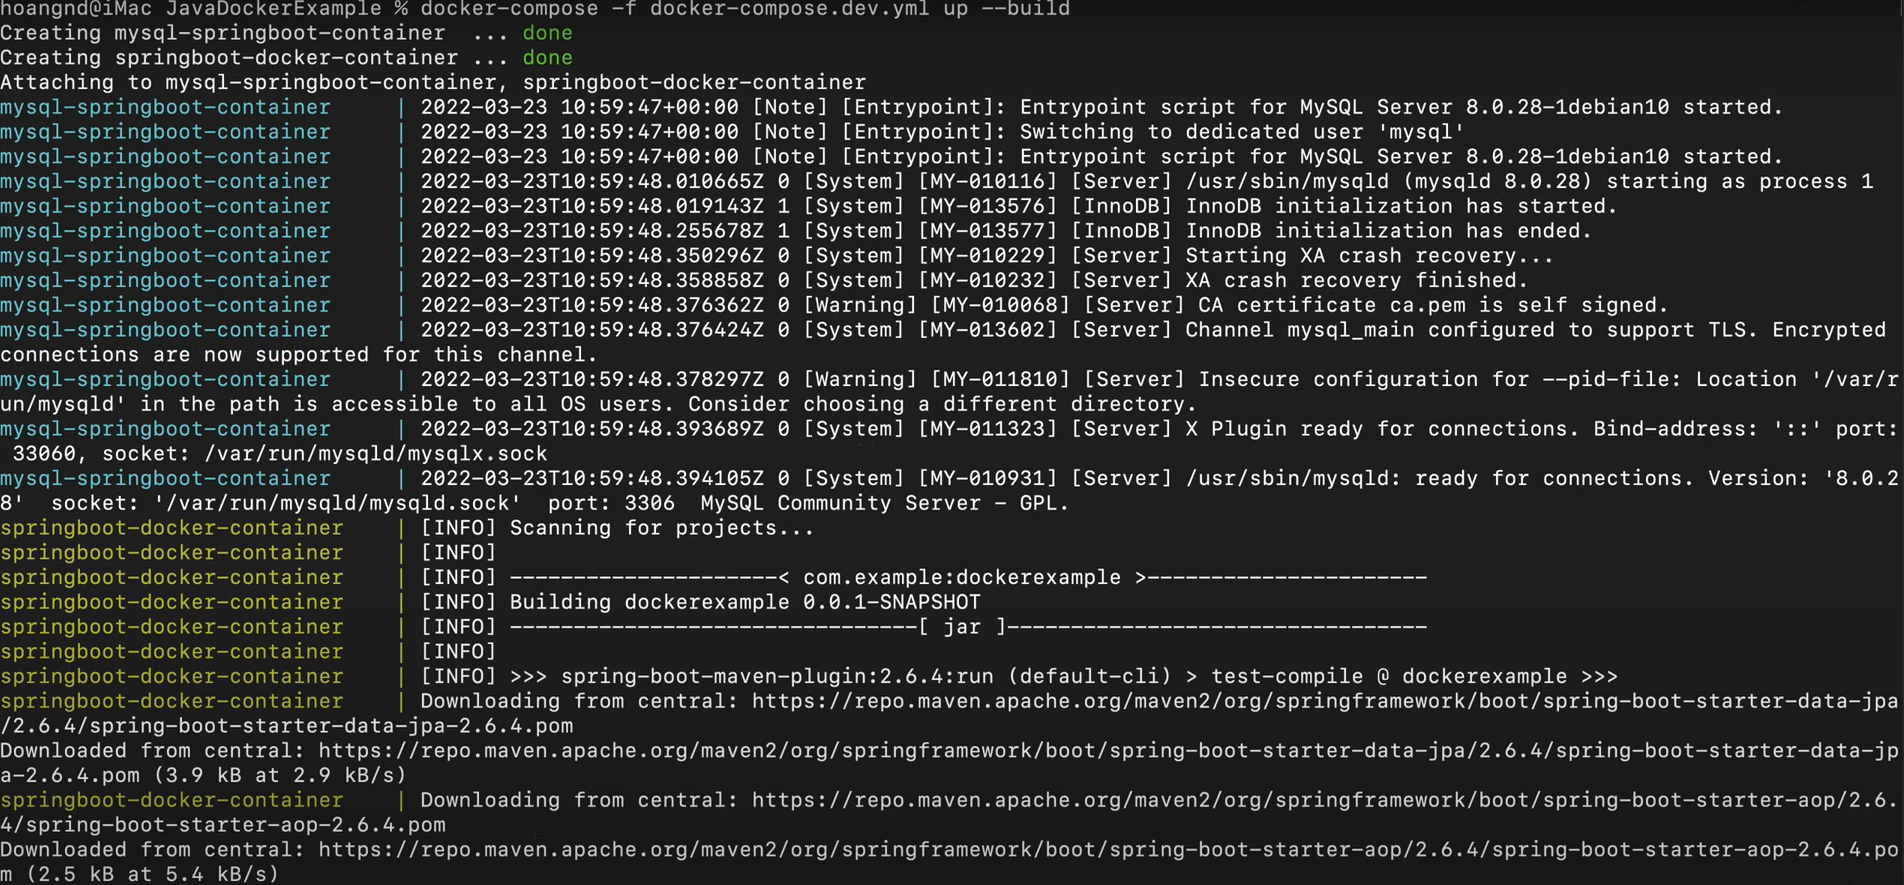 hoangnd@iMac JavaDockerExample % docker-compose -f docker-compose.dev.yml up --build
Creating mysql-springboot-container  ... done
Creating springboot-docker-container ... done
Attaching to mysql-springboot-container, springboot-docker-container
mysql-springboot-container     | 2022-03-23 10:59:47+00:00 [Note] [Entrypoint]: Entrypoint script for MySQL Server 8.0.28-1debian10 started.
mysql-springboot-container     | 2022-03-23 10:59:47+00:00 [Note] [Entrypoint]: Switching to dedicated user 'mysql'
mysql-springboot-container     | 2022-03-23 10:59:47+00:00 [Note] [Entrypoint]: Entrypoint script for MySQL Server 8.0.28-1debian10 started.
mysql-springboot-container     | 2022-03-23T10:59:48.010665Z 0 [System] [MY-010116] [Server] /usr/sbin/mysqld (mysqld 8.0.28) starting as process 1
mysql-springboot-container     | 2022-03-23T10:59:48.019143Z 1 [System] [MY-013576] [InnoDB] InnoDB initialization has started.
mysql-springboot-container     | 2022-03-23T10:59:48.255678Z 1 [System] [MY-013577] [InnoDB] InnoDB initialization has ended.
mysql-springboot-container     | 2022-03-23T10:59:48.350296Z 0 [System] [MY-010229] [Server] Starting XA crash recovery...
mysql-springboot-container     | 2022-03-23T10:59:48.358858Z 0 [System] [MY-010232] [Server] XA crash recovery finished.
mysql-springboot-container     | 2022-03-23T10:59:48.376362Z 0 [Warning] [MY-010068] [Server] CA certificate ca.pem is self signed.
mysql-springboot-container     | 2022-03-23T10:59:48.376424Z 0 [System] [MY-013602] [Server] Channel mysql_main configured to support TLS. Encrypted
connections are now supported for this channel.
mysql-springboot-container     | 2022-03-23T10:59:48.378297Z 0 [Warning] [MY-011810] [Server] Insecure configuration for --pid-file: Location '/var/r
un/mysqld' in the path is accessible to all OS users. Consider choosing a different directory.
mysql-springboot-container     | 2022-03-23T10:59:48.393689Z 0 [System] [MY-011323] [Server] X Plugin ready for connections. Bind-address: '::' port:
 33060, socket: /var/run/mysqld/mysqlx.sock
mysql-springboot-container     | 2022-03-23T10:59:48.394105Z 0 [System] [MY-010931] [Server] /usr/sbin/mysqld: ready for connections. Version: '8.0.2
8'  socket: '/var/run/mysqld/mysqld.sock'  port: 3306  MySQL Community Server - GPL.
springboot-docker-container    | [INFO] Scanning for projects...
springboot-docker-container    | [INFO]
springboot-docker-container    | [INFO] ---------------------< com.example:dockerexample >----------------------
springboot-docker-container    | [INFO] Building dockerexample 0.0.1-SNAPSHOT
springboot-docker-container    | [INFO] --------------------------------[ jar ]---------------------------------
springboot-docker-container    | [INFO]
springboot-docker-container    | [INFO] >>> spring-boot-maven-plugin:2.6.4:run (default-cli) > test-compile @ dockerexample >>>
springboot-docker-container    | Downloading from central: https://repo.maven.apache.org/maven2/org/springframework/boot/spring-boot-starter-data-jpa
/2.6.4/spring-boot-starter-data-jpa-2.6.4.pom
Downloaded from central: https://repo.maven.apache.org/maven2/org/springframework/boot/spring-boot-starter-data-jpa/2.6.4/spring-boot-starter-data-jp
a-2.6.4.pom (3.9 kB at 2.9 kB/s)
springboot-docker-container    | Downloading from central: https://repo.maven.apache.org/maven2/org/springframework/boot/spring-boot-starter-aop/2.6.
4/spring-boot-starter-aop-2.6.4.pom
Downloaded from central: https://repo.maven.apache.org/maven2/org/springframework/boot/spring-boot-starter-aop/2.6.4/spring-boot-starter-aop-2.6.4.po
m (2.5 kB at 5.4 kB/s)